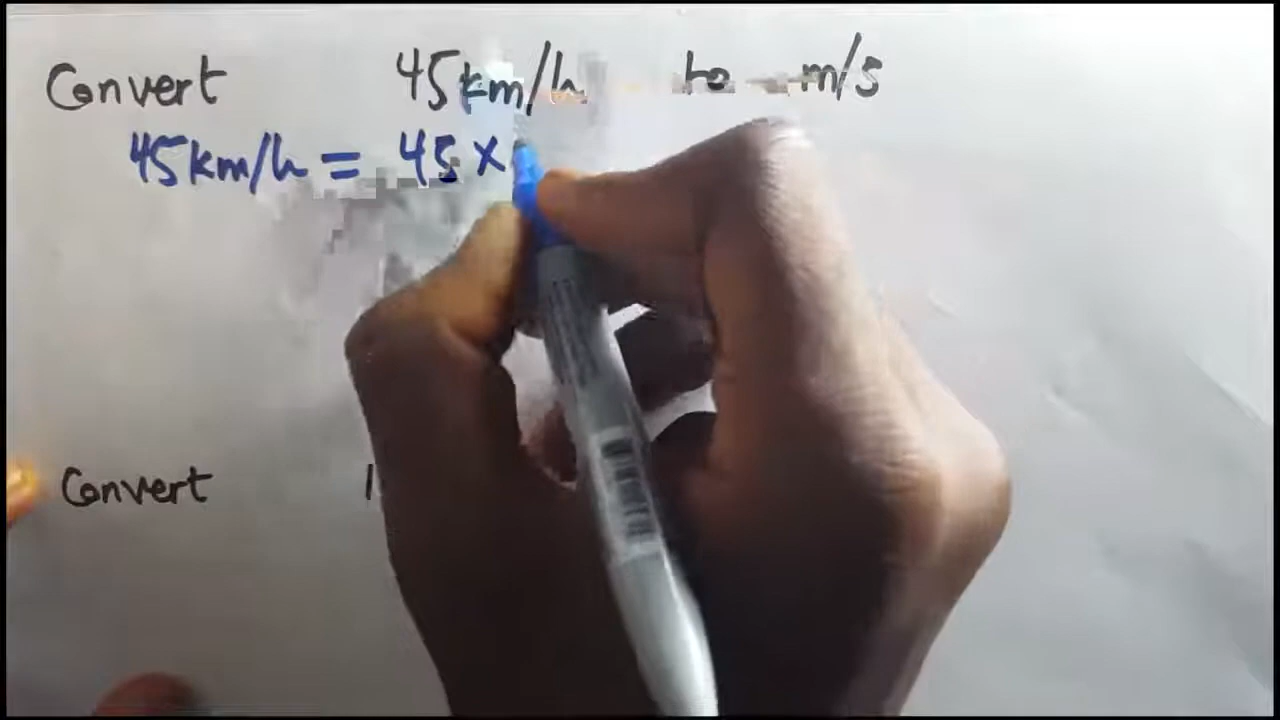 Convert 45km/h to m/s
45km/h = 45 ×
Convert